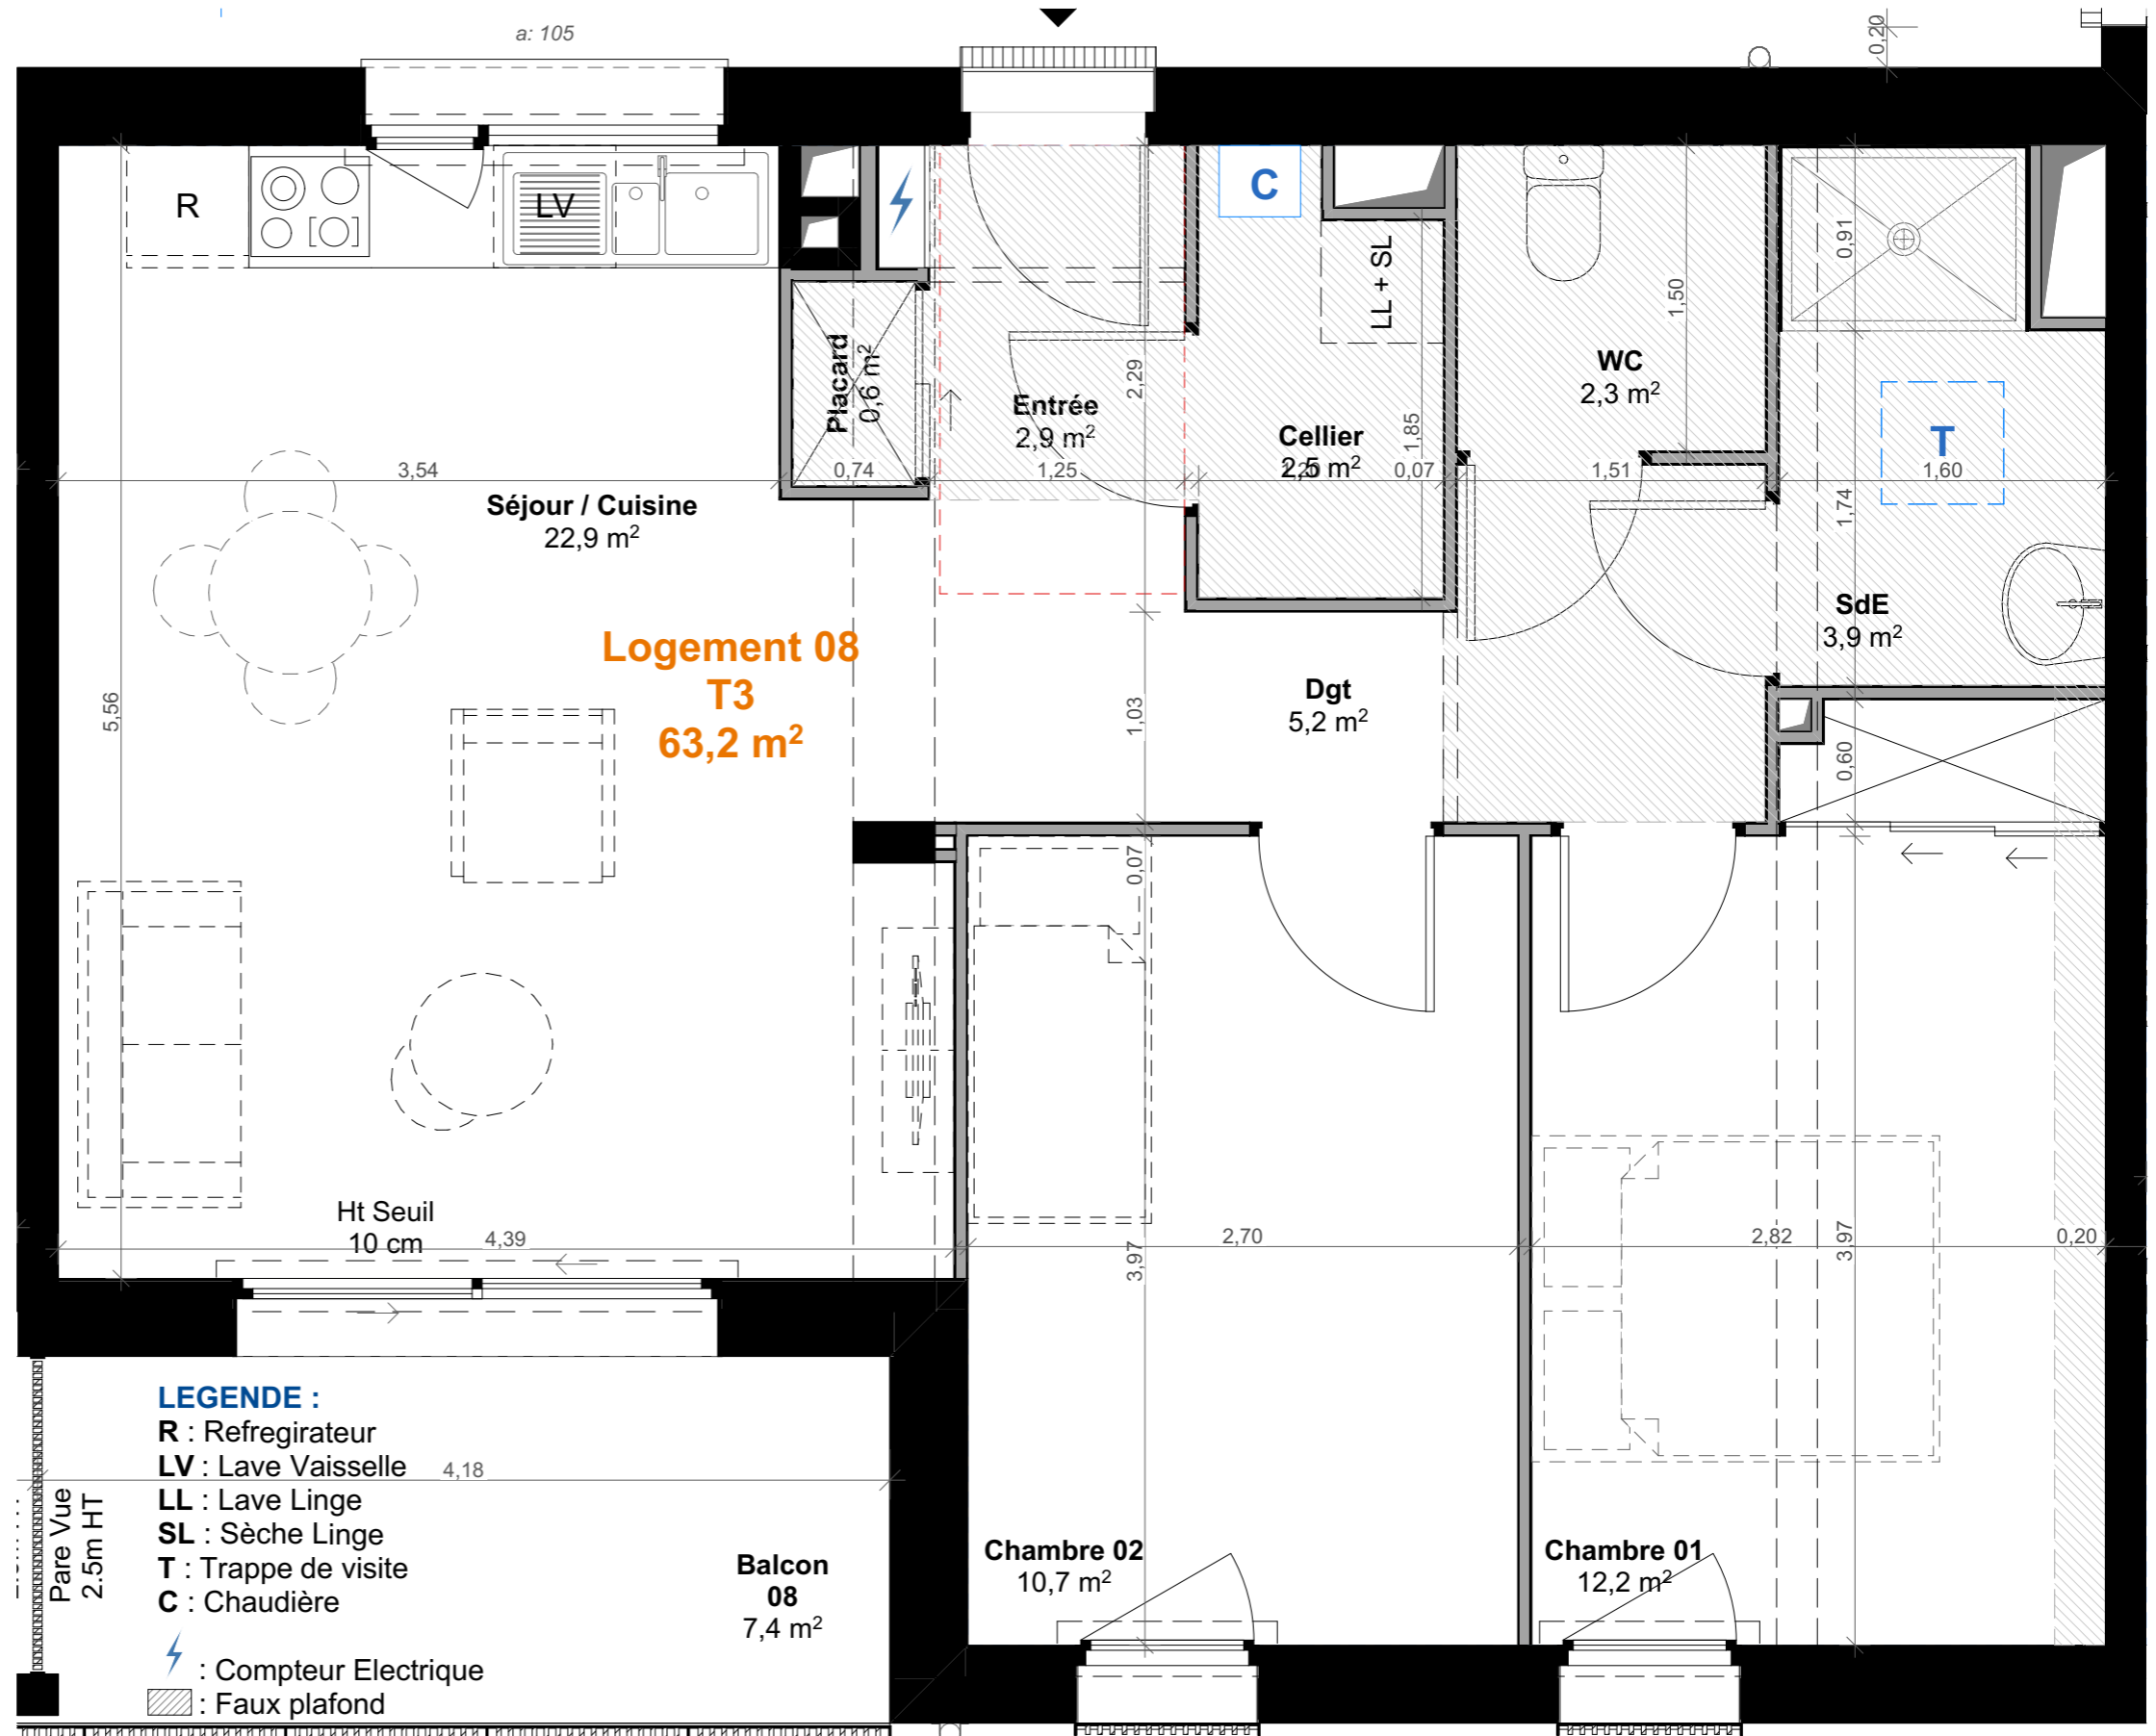 a: 105
0,20
R
LV
C
LL + SL
0,91
1,50
Placard
0,6 m²
2,29
Entrée
2,9 m²
WC
2,3 m²
T
Cellier
2,5 m²
1,85
3,54
0,74
1,25
0,07
1,51
1,60
Séjour / Cuisine
22,9 m²
1,74
SdE
3,9 m²
Logement 08
T3
63,2 m²
5,56
1,03
Dgt
5,2 m²
0,60
0,07
Ht Seuil
10 cm
4,39
2,70
3,97
2,82
3,97
0,20
LEGENDE :
R : Refregirateur
LV : Lave Vaisselle
LL : Lave Linge
SL : Sèche Linge
T : Trappe de visite
C : Chaudière
: Compteur Electrique
: Faux plafond
4,18
Pare Vue
2.5m HT
Balcon
08
7,4 m²
Chambre 02
10,7 m²
Chambre 01
12,2 m²